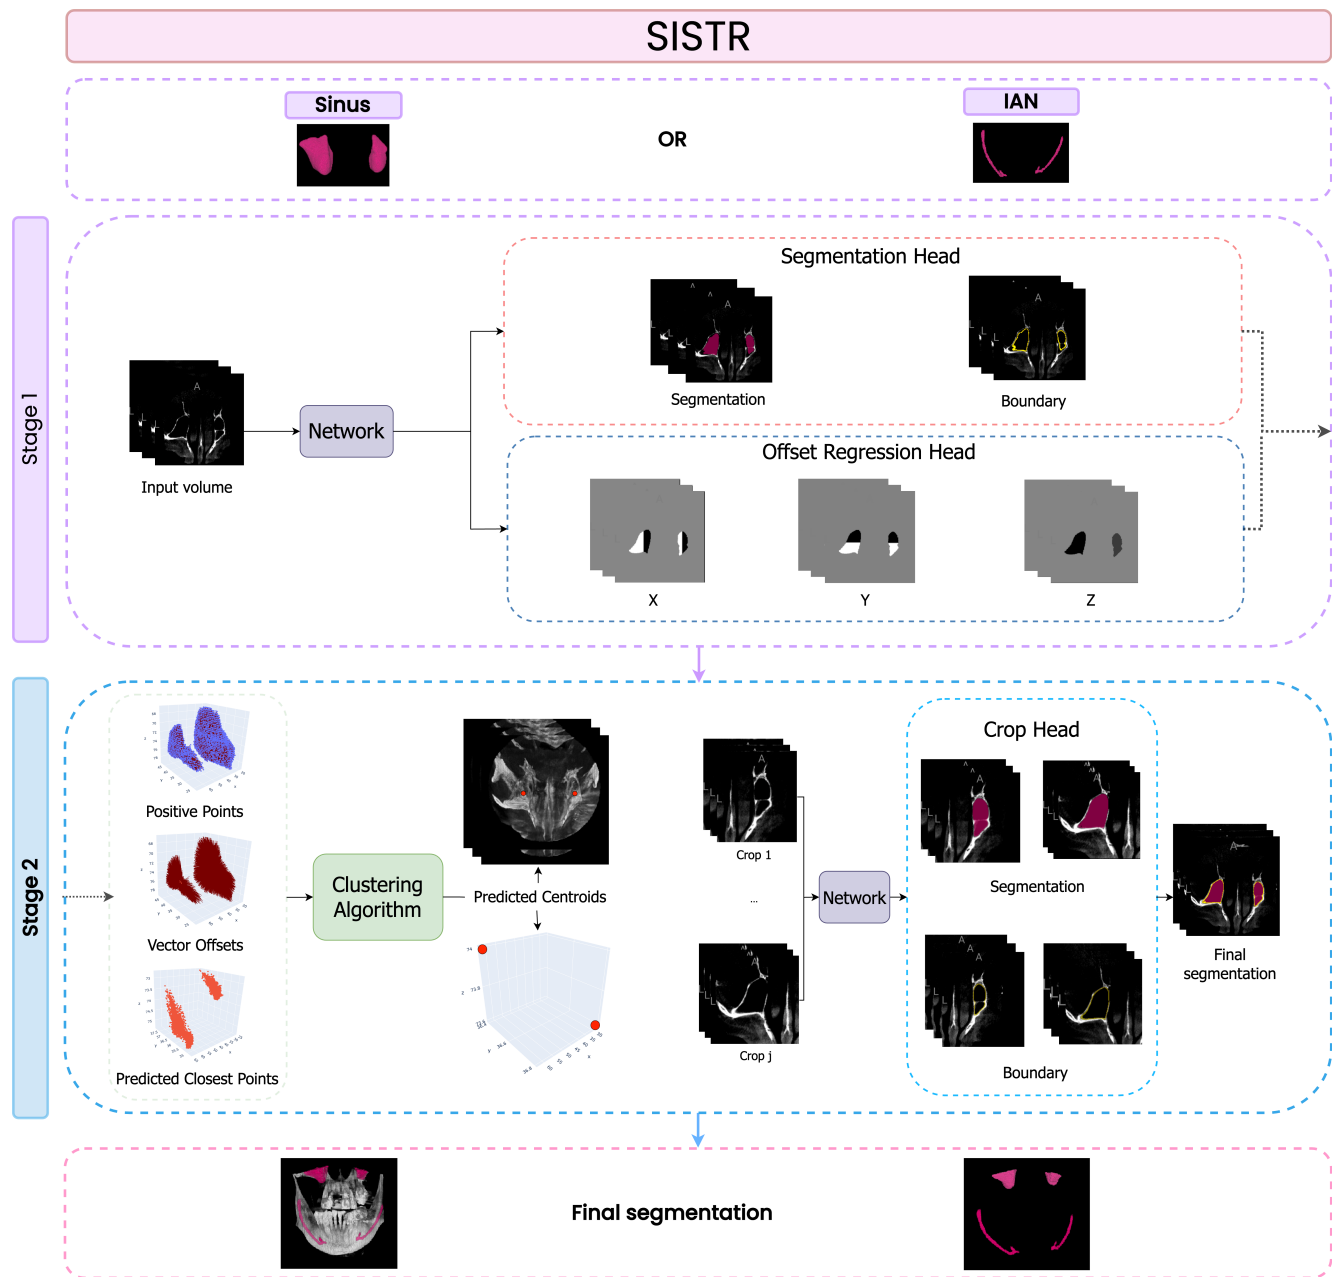 SISTR
Sinus
OR
IAN
Stage 1
Segmentation Head
Segmentation
Boundary
Input volume
Network
Offset Regression Head
X
Y
Z
Stage 2
Positive Points
Vector Offsets
Predicted Closest Points
Clustering
Algorithm
Predicted Centroids
Crop 1
...
Crop j
Network
Crop Head
Segmentation
Boundary
Final
segmentation
Final segmentation